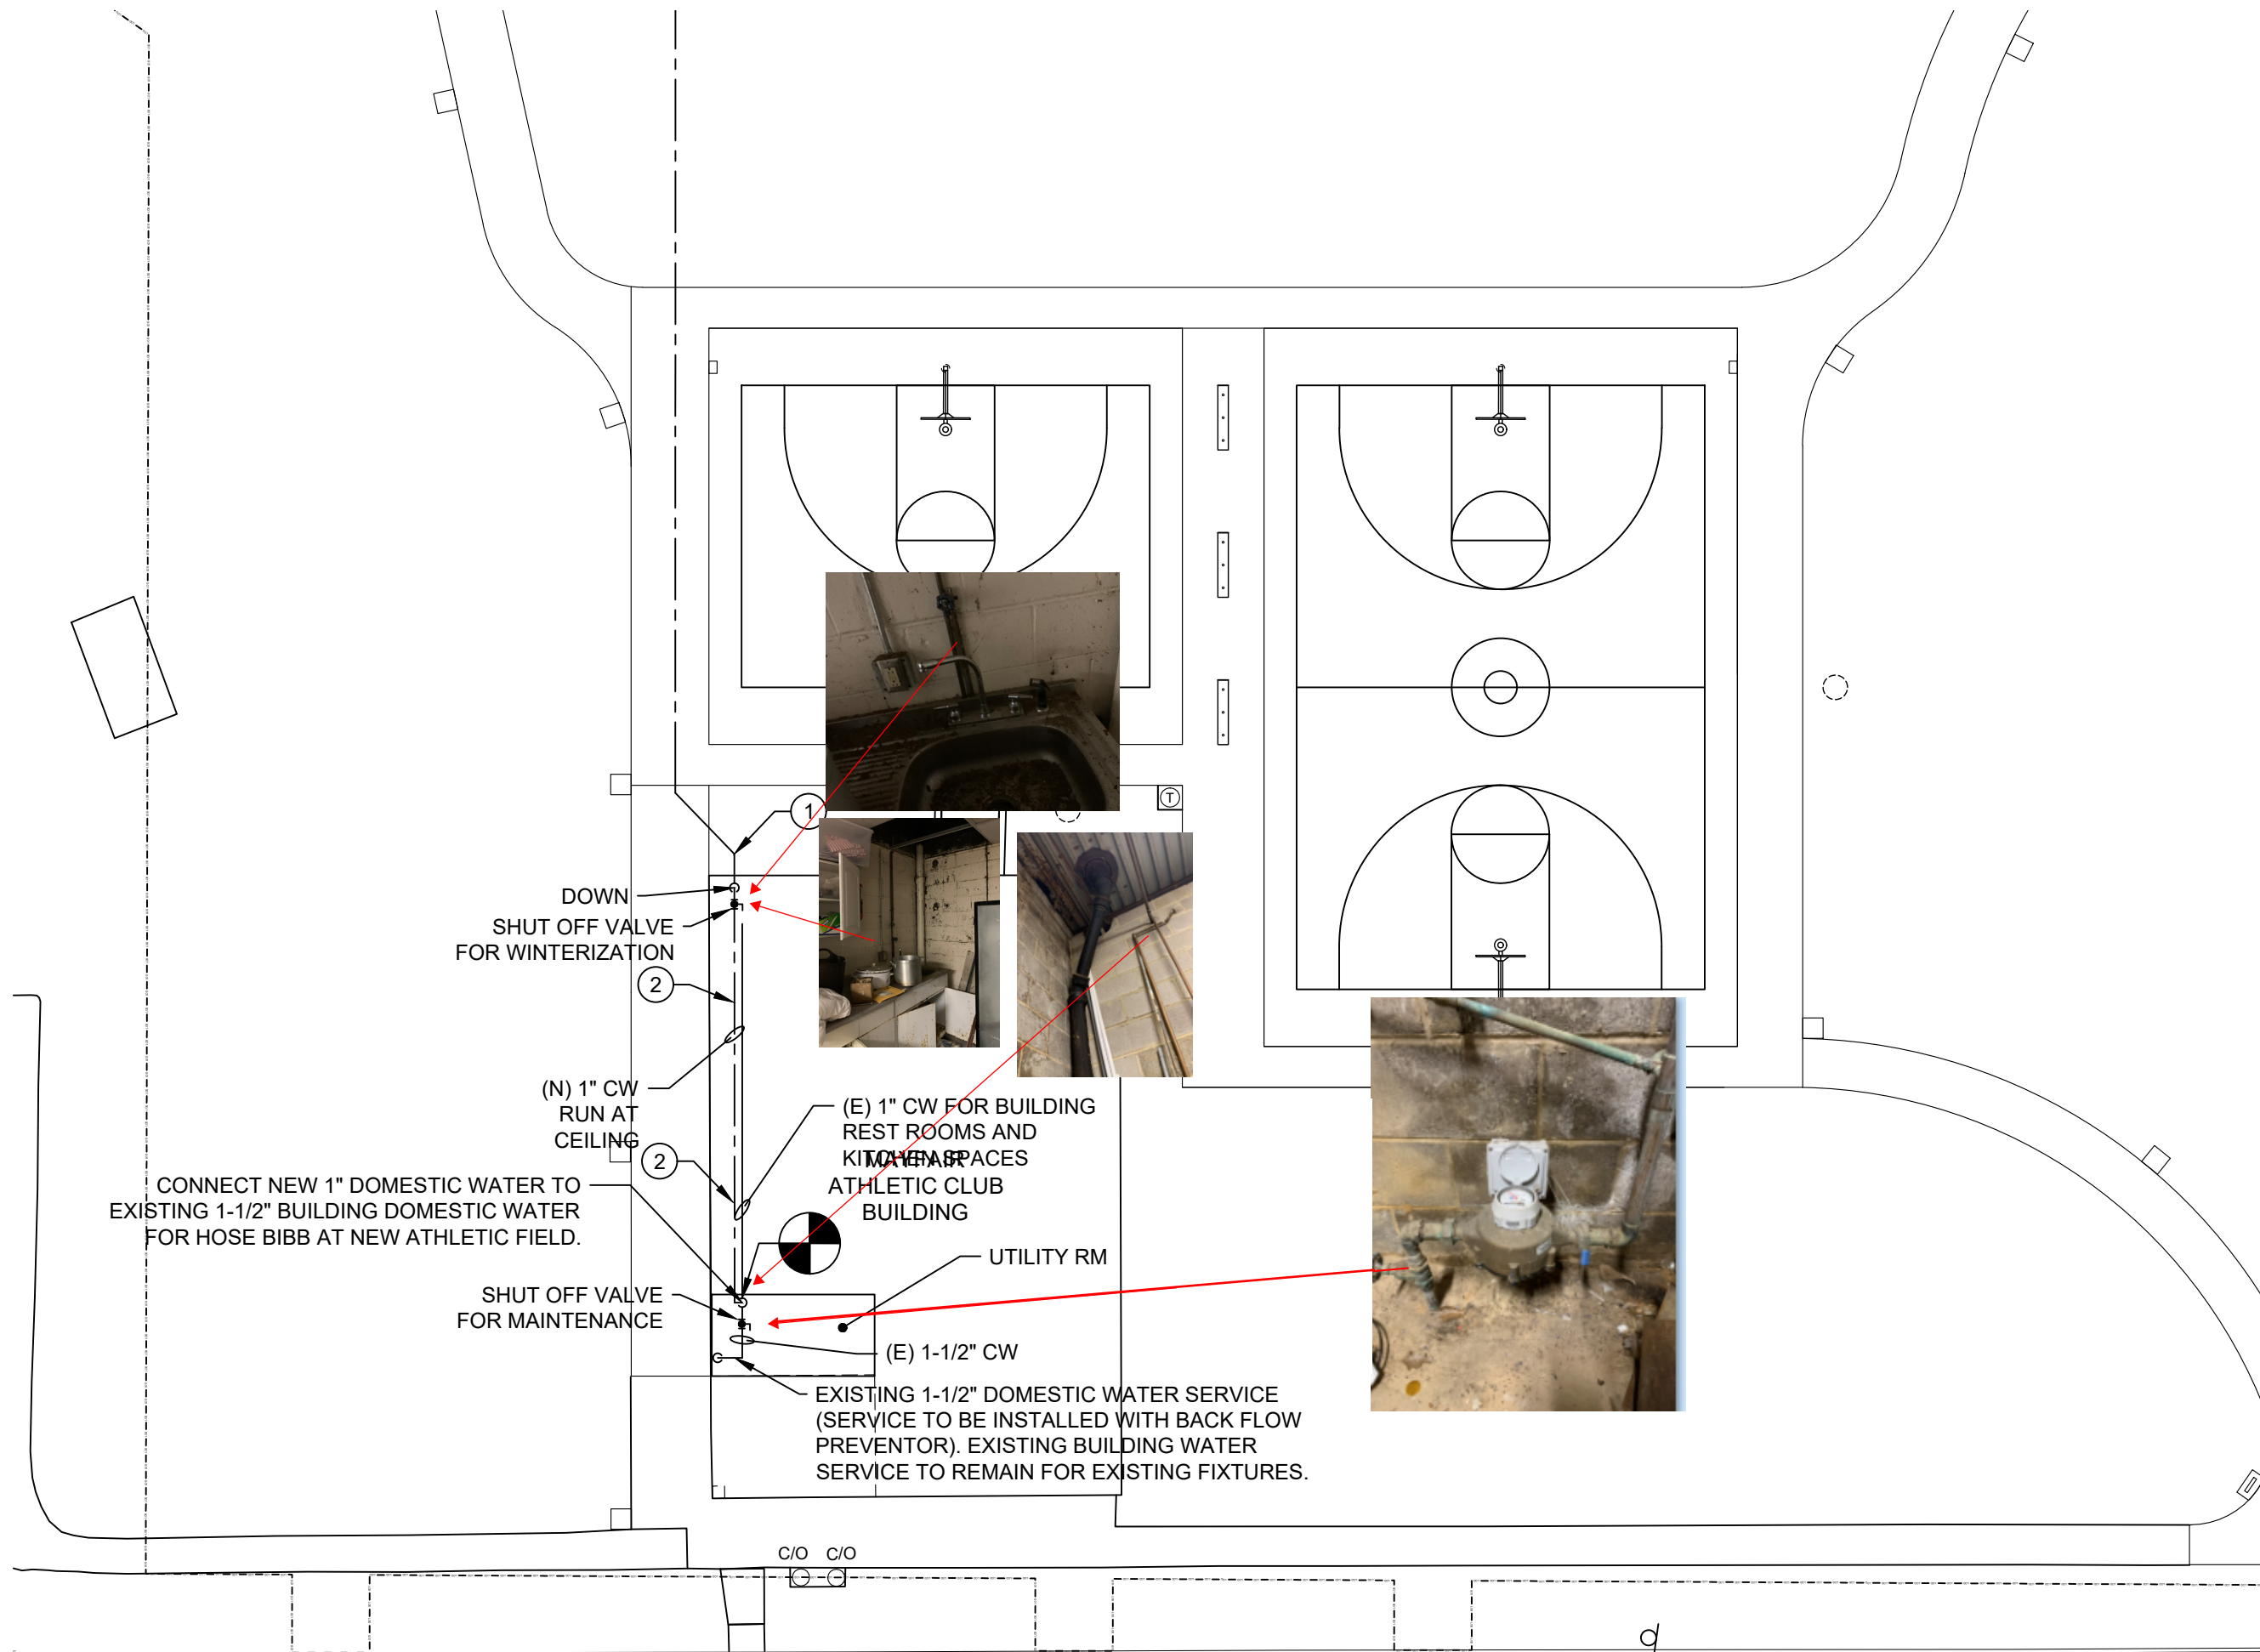 1
DOWN
SHUT OFF VALVE
FOR WINTERIZATION
2
(N) 1" CW
RUN AT
CEILING
2
CONNECT NEW 1" DOMESTIC WATER TO
EXISTING 1-1/2" BUILDING DOMESTIC WATER
FOR HOSE BIBB AT NEW ATHLETIC FIELD.
SHUT OFF VALVE
FOR MAINTENANCE
T
(E) 1" CW FOR BUILDING
REST ROOMS AND
KITCHEN SPACES
MAYFAIR
ATHLETIC CLUB
BUILDING
UTILITY RM
(E) 1-1/2" CW
EXISTING 1-1/2" DOMESTIC WATER SERVICE
(SERVICE TO BE INSTALLED WITH BACK FLOW
PREVENTOR). EXISTING BUILDING WATER
SERVICE TO REMAIN FOR EXISTING FIXTURES.
C/O C/O